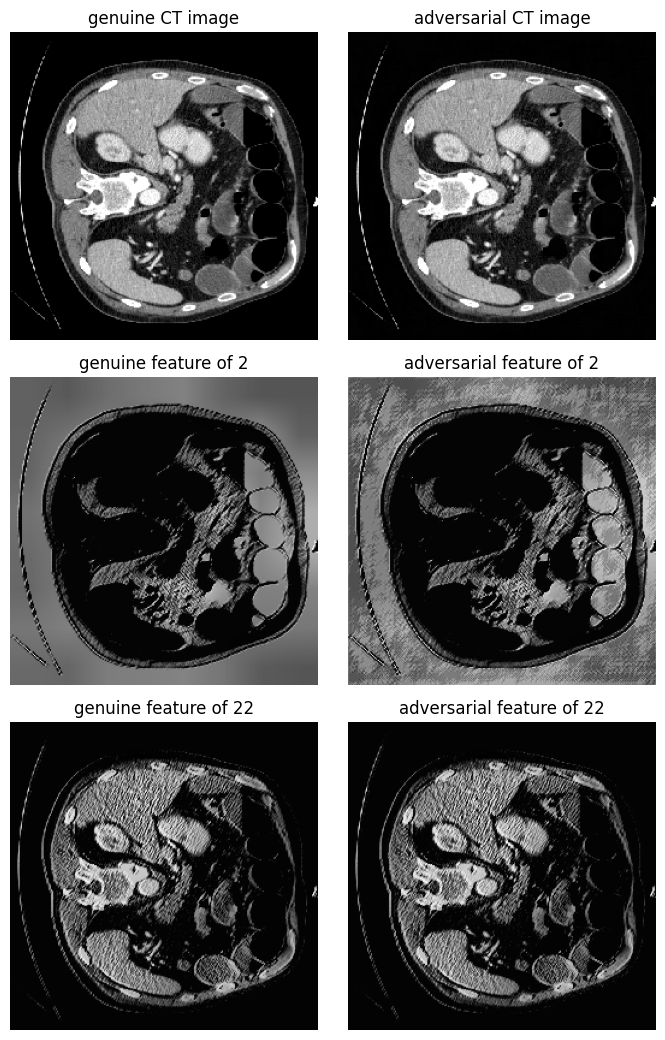 genuine CT image
adversarial CT image
genuine feature of 2
adversarial feature of 2
genuine feature of 22
adversarial feature of 22